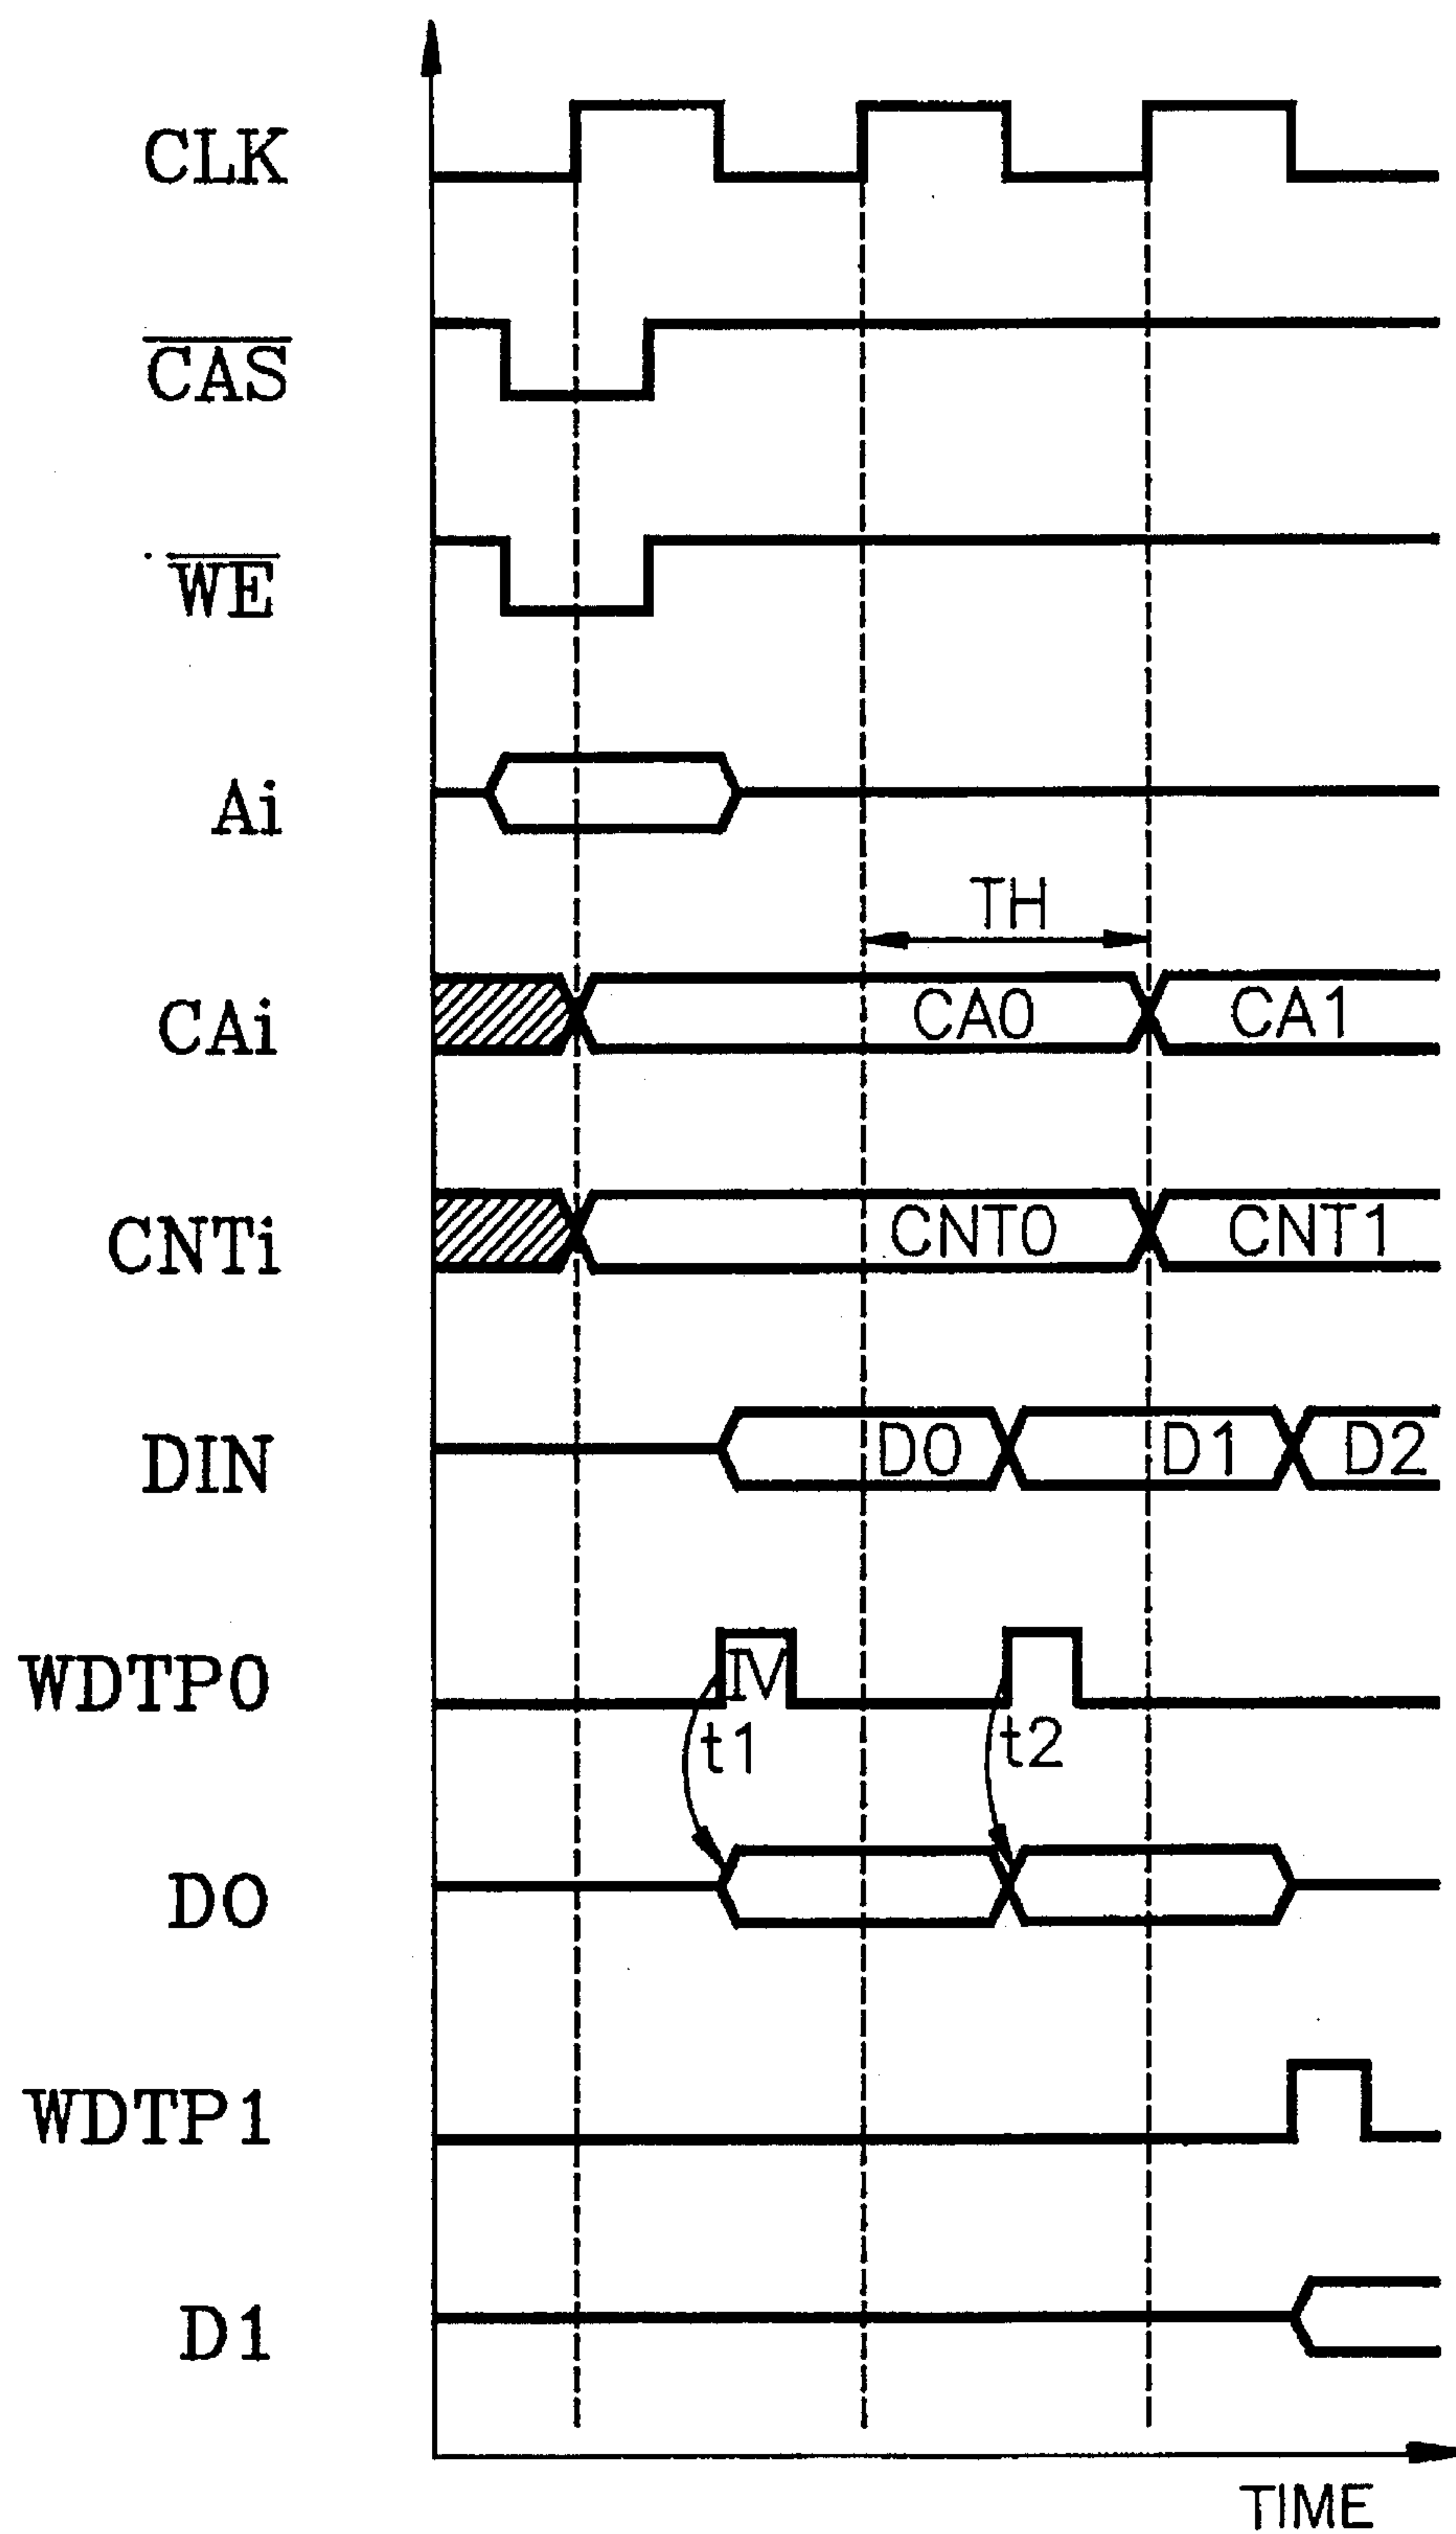 CLK
CAS
WE
Ai
TH
CAi CA0 CA1
CNTi CNT0 CNT1
DIN D0 D1 D2
WDTP0 IV
t1 t2
DO
WDTP1
D1
TIME